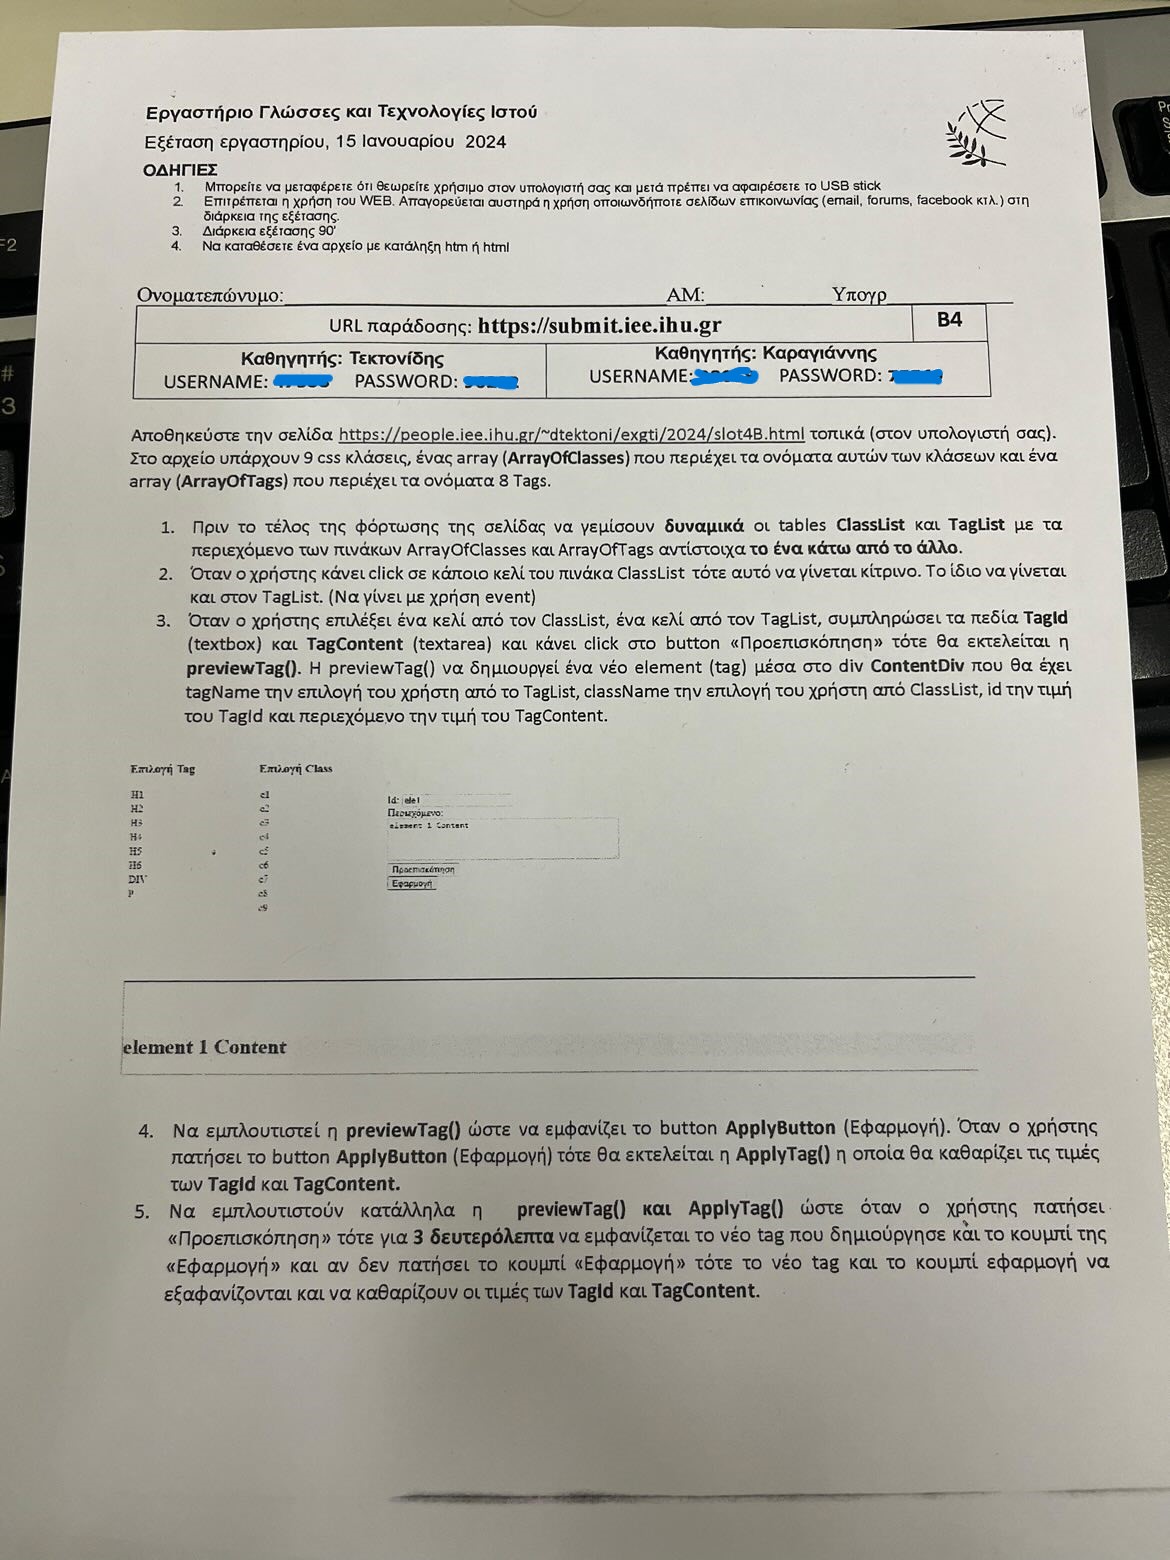 Εργαστήριο Γλώσσες και Τεχνολογίες Ιστού
Εξέταση εργαστηρίου, 15 Ιανουαρίου 2024
ΟΔΗΓΙΕΣ
1. Μπορείτε να μεταφέρετε ότι θεωρείτε χρήσιμο στον υπολογιστή σας και μετά πρέπει να αφαιρέσετε το USB stick
2. Επιτρέπεται η χρήση του WEB. Απαγορεύεται αυστηρά η χρήση οποιωνδήποτε σελίδων επικοινωνίας (email, forums, facebook κτλ.) στη
διάρκεια της εξέτασης.
3. Διάρκεια εξέτασης 90'
4. Να καταθέσετε ένα αρχείο με κατάληξη htm ή html
Ονοματεπώνυμο: ΑΜ: Υπογρ
URL παράδοσης: https://submit.iee.ihu.gr B4
Καθηγητής: Τεκτονίδης Καθηγητής: Καραγιάννης
USERNAME: PASSWORD: USERNAME: PASSWORD:
Αποθηκεύστε την σελίδα https://people.iee.ihu.gr/~dtektoni/exgti/2024/slot4B.html τοπικά (στον υπολογιστή σας).
Στο αρχείο υπάρχουν 9 css κλάσεις, ένας array (ArrayOfClasses) που περιέχει τα ονόματα αυτών των κλάσεων και ένα
array (ArrayOfTags) που περιέχει τα ονόματα 8 Tags.
1. Πριν το τέλος της φόρτωσης της σελίδας να γεμίσουν δυναμικά οι tables ClassList και TagList με τα
περιεχόμενο των πινάκων ArrayOfClasses και ArrayOfTags αντίστοιχα το ένα κάτω από το άλλο.
2. Όταν ο χρήστης κάνει click σε κάποιο κελί του πινάκα ClassList τότε αυτό να γίνεται κίτρινο. Το ίδιο να γίνεται
και στον TagList. (Να γίνει με χρήση event)
3. Όταν ο χρήστης επιλέξει ένα κελί από τον ClassList, ένα κελί από τον TagList, συμπληρώσει τα πεδία TagId
(textbox) και TagContent (textarea) και κάνει click στο button «Προεπισκόπηση» τότε θα εκτελείται η
previewTag(). Η previewTag() να δημιουργεί ένα νέο element (tag) μέσα στο div ContentDiv που θα έχει
tagName την επιλογή του χρήστη από το TagList, className την επιλογή του χρήστη από ClassList, id την τιμή
του TagId και περιεχόμενο την τιμή του TagContent.
Επιλογή Tag Επιλογή Class
H1 c1
Id: ele1
H2 c2
Περιεχόμενο:
H3 c3
element 1 Content
H4 c4
H5 c5
H6 c6
Προεπισκόπηση
DIV c7
Εφαρμογή
P c8
c9
element 1 Content
4. Να εμπλουτιστεί η previewTag() ώστε να εμφανίζει το button ApplyButton (Εφαρμογή). Όταν ο χρήστης
πατήσει το button ApplyButton (Εφαρμογή) τότε θα εκτελείται η ApplyTag() η οποία θα καθαρίζει τις τιμές
των TagId και TagContent.
5. Να εμπλουτιστούν κατάλληλα η previewTag() και ApplyTag() ώστε όταν ο χρήστης πατήσει
«Προεπισκόπηση» τότε για 3 δευτερόλεπτα να εμφανίζεται το νέο tag που δημιούργησε και το κουμπί της
«Εφαρμογή» και αν δεν πατήσει το κουμπί «Εφαρμογή» τότε το νέο tag και το κουμπί εφαρμογή να
εξαφανίζονται και να καθαρίζουν οι τιμές των TagId και TagContent.